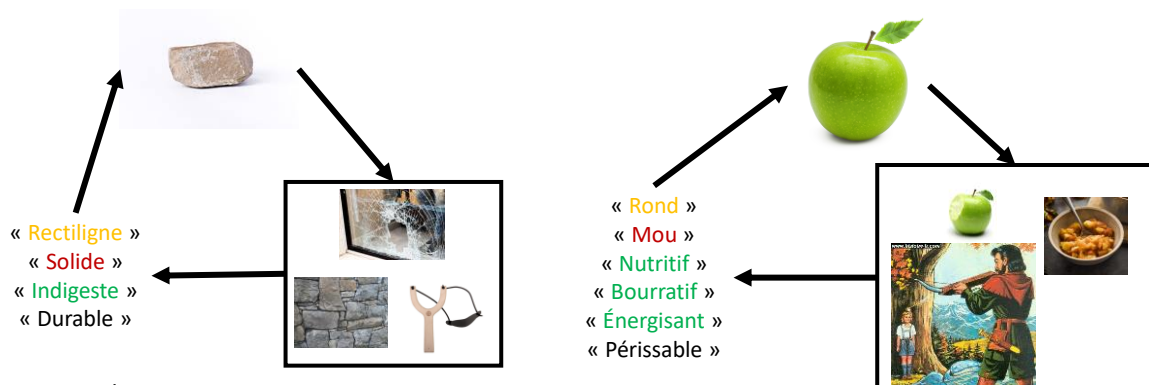 « Rectiligne »
« Solide »
« Indigeste »
« Durable »
« Rond »
« Mou »
« Nutritif »
« Bourratif »
« Énergisant »
« Périssable »